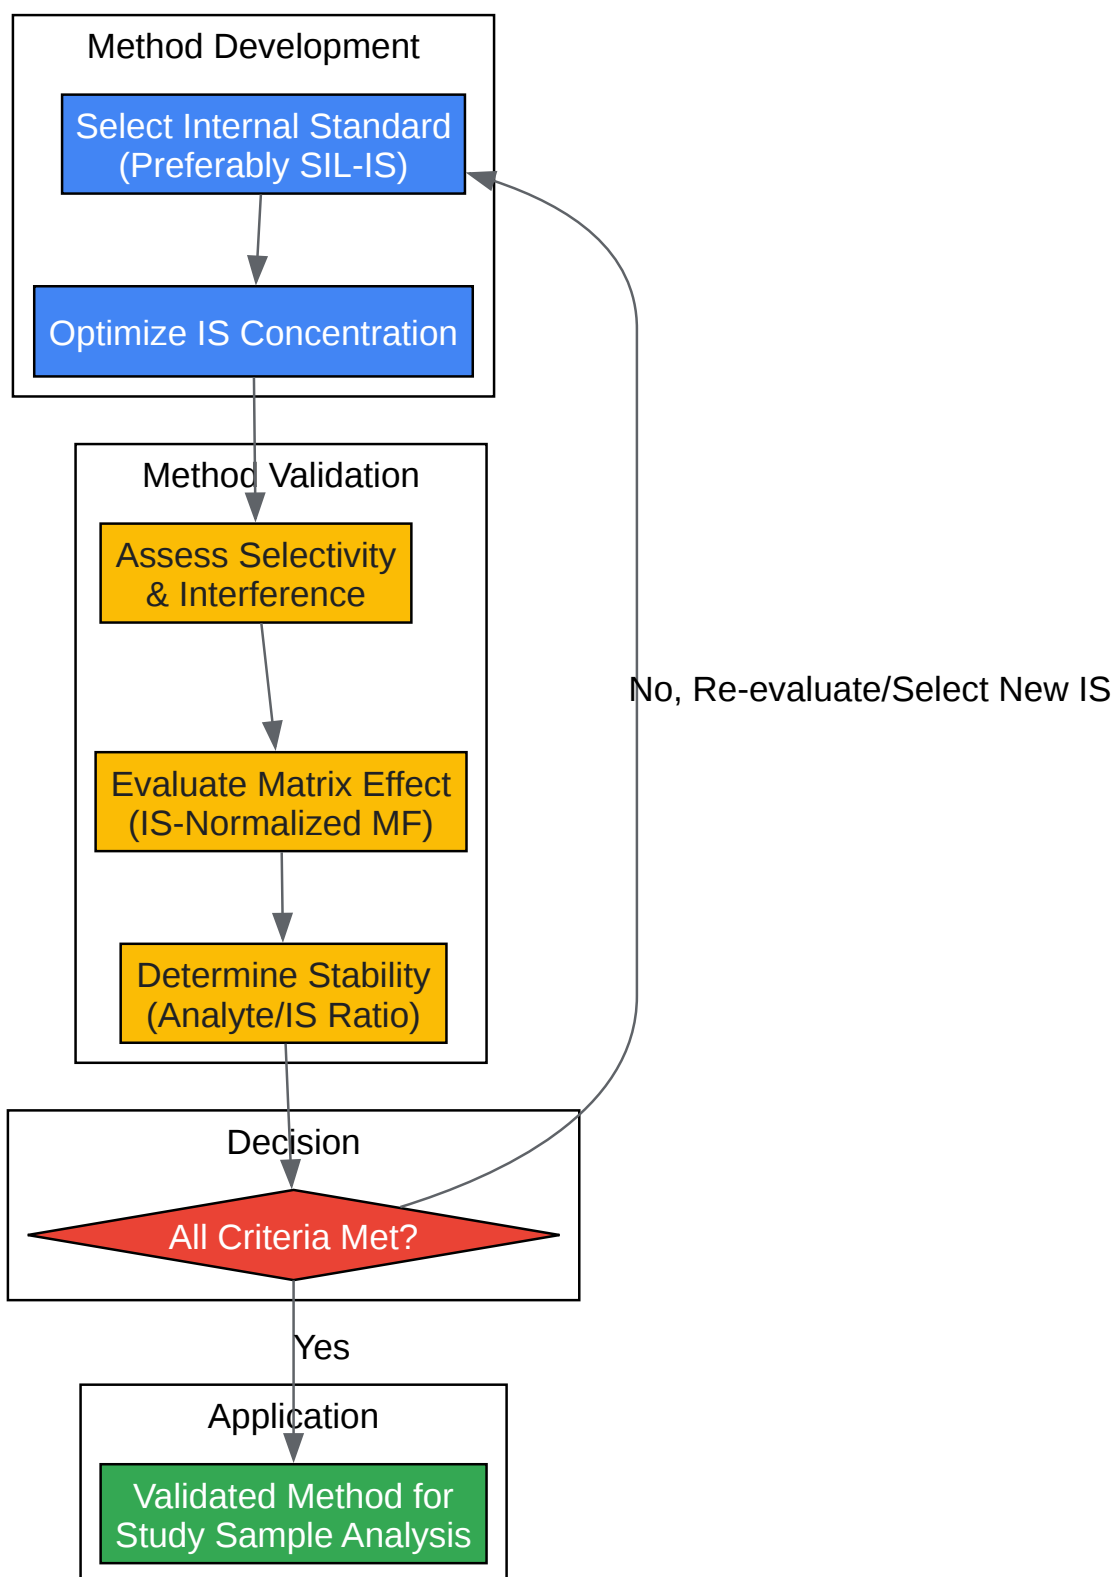 Method Development
Select Internal Standard
(Preferably SIL-IS)
Optimize IS Concentration
Method Validation
Assess Selectivity
& Interference
No, Re-evaluate/Select New IS
Evaluate Matrix Effect
(IS-Normalized MF)
Determine Stability
(Analyte/IS Ratio)
Decision
All Criteria Met?
Yes
Application
Validated Method for
Study Sample Analysis